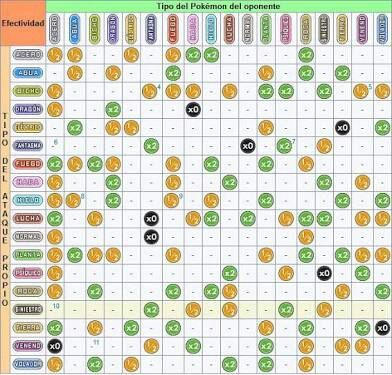 Efectividad Tipo del Pokémon del oponente
ACERO AGUA BICHO DRAGÓN ELÉCTRICO FANTASMA FUEGO HADA HIELO LUCHA NORMAL PLANTA PSÍQUICO ROCA SINIESTRO TIERRA VENENO VOLADOR
TIPO DEL ATAQUE PROPIO
ACERO ½ ½ - - ½ - ½ x2 x2 - - - - x2 - - - -
AGUA - ½ - ½ - - x2 - - - - ½ - x2 - x2 - -
BICHO ½ - - - - ½ 4 ½ ½ - ½ - x2 x2 - x2 - ½ 5 ½
DRAGÓN ½ - - x2 - - - x0 - - - - - - - - - -
ELÉCTRICO - x2 - ½ ½ - - - - - - ½ - - - x0 - x2
FANTASMA - 6 - - - - x2 - - - - x0 - x2 7 - ½ - - -
FUEGO ½ ½ x2 ½ - - ½ - x2 - - x2 - ½ - - - -
HADA ½ - - x2 - - ½ - - x2 - - - - x2 - ½ -
HIELO ½ ½ 8 - x2 - - ½ 9 - ½ - - x2 - - - x2 - x2
LUCHA x2 - ½ - - x0 - ½ x2 - x2 - ½ x2 x2 - ½ ½
NORMAL ½ - - - - x0 - - - - - - - ½ - - - -
PLANTA ½ x2 ½ ½ - - ½ - - - - ½ - x2 - x2 ½ ½
PSÍQUICO ½ - - - - - - - - x2 - - ½ - x0 - x2 -
ROCA ½ - x2 - - - x2 - x2 ½ - - - - - ½ - x2
SINIESTRO - 10 - - - - x2 - ½ - ½ - - x2 - ½ - - -
TIERRA x2 - ½ - x2 - x2 - - - - ½ - x2 - - x2 x0
VENENO x0 - - 11 - - ½ - x2 - - - x2 - ½ - ½ ½ -
VOLADOR ½ - x2 - ½ - - - - x2 - x2 - ½ - - - -